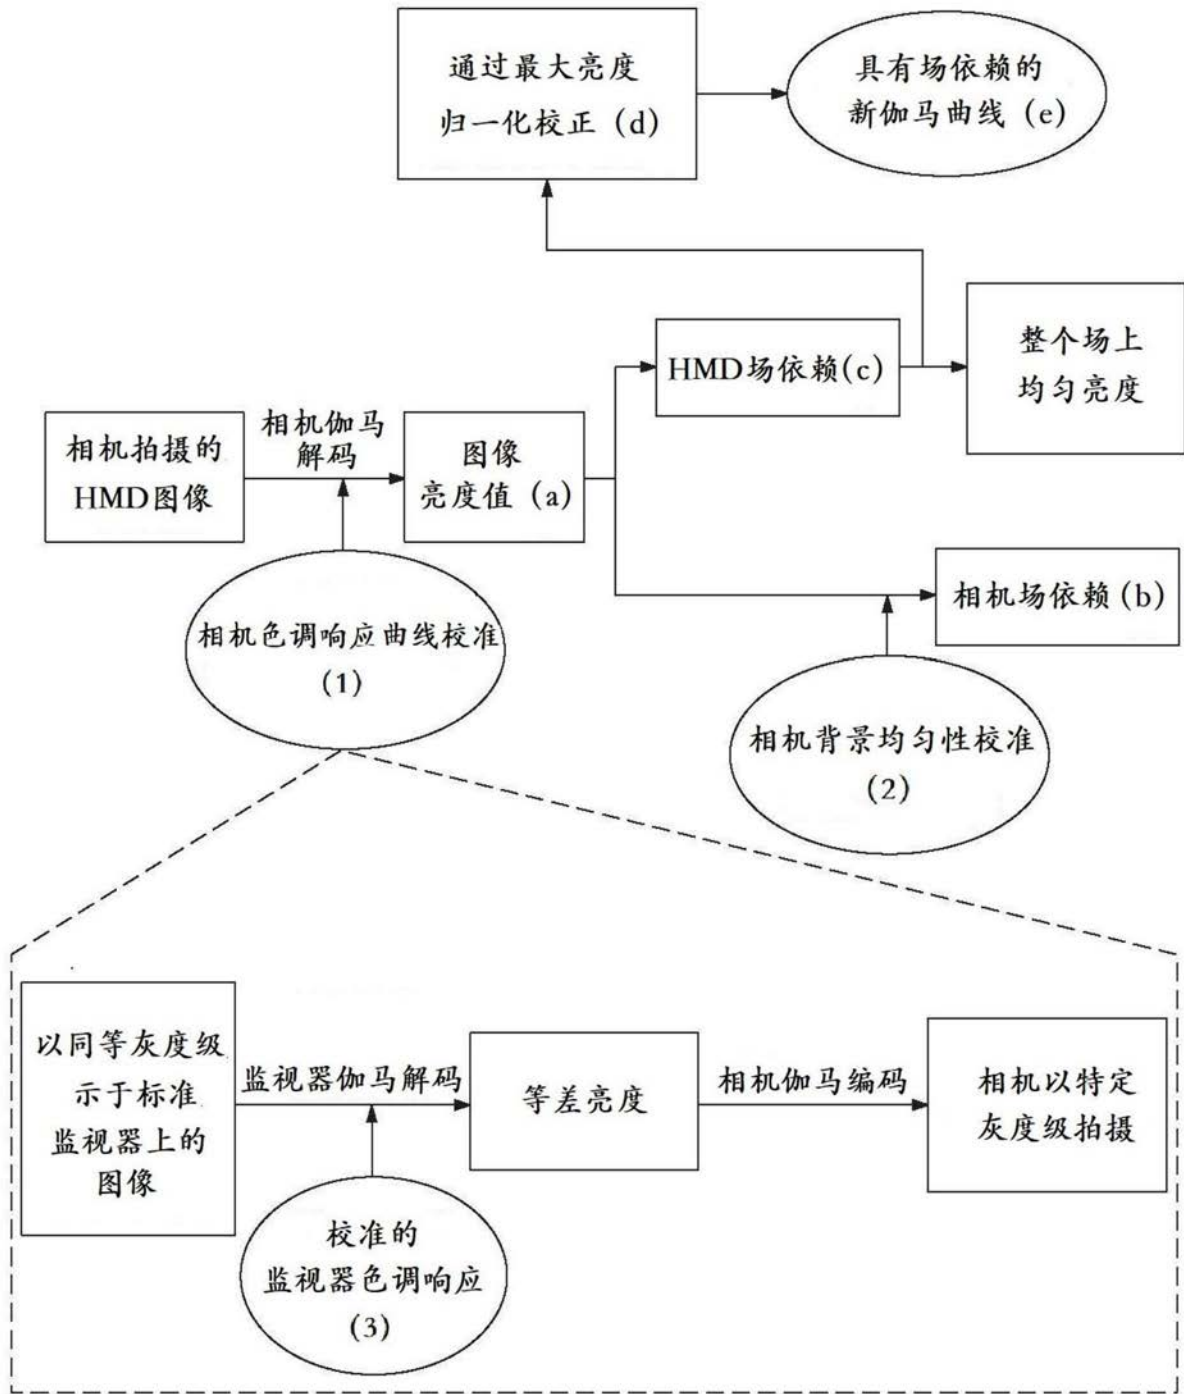 通过最大亮度
归一化校正 (d)
具有场依赖的
新伽马曲线 (e)
整个场上
均匀亮度
HMD场依赖(c)
相机拍摄的
HMD图像
相机伽马
解码
图像
亮度值 (a)
相机场依赖(b)
相机色调响应曲线校准
(1)
相机背景均匀性校准
(2)
以同等灰度级
示于标准
监视器上的
图像
监视器伽马解码
等差亮度
相机伽马编码
相机以特定
灰度级拍摄
校准的
监视器色调响应
(3)